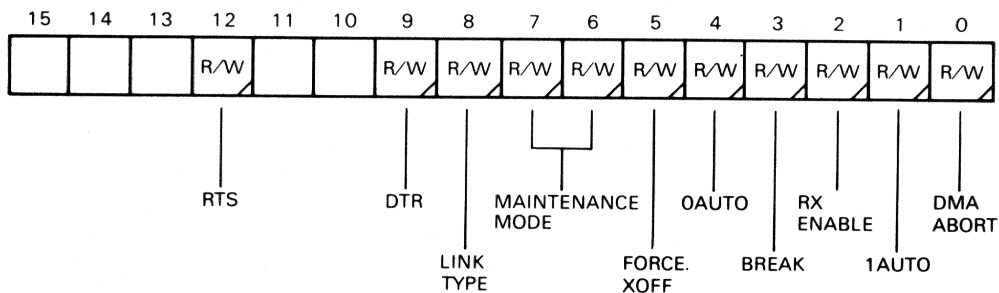 15 14 13 12 11 10 9 8 7 6 5 4 3 2 1 0
R/W R/W R/W R/W R/W R/W R/W R/W R/W R/W R/W
RTS DTR MAINTENANCE 0AUTO RX DMA
MODE ENABLE ABORT
LINK FORCE. BREAK 1AUTO
TYPE XOFF